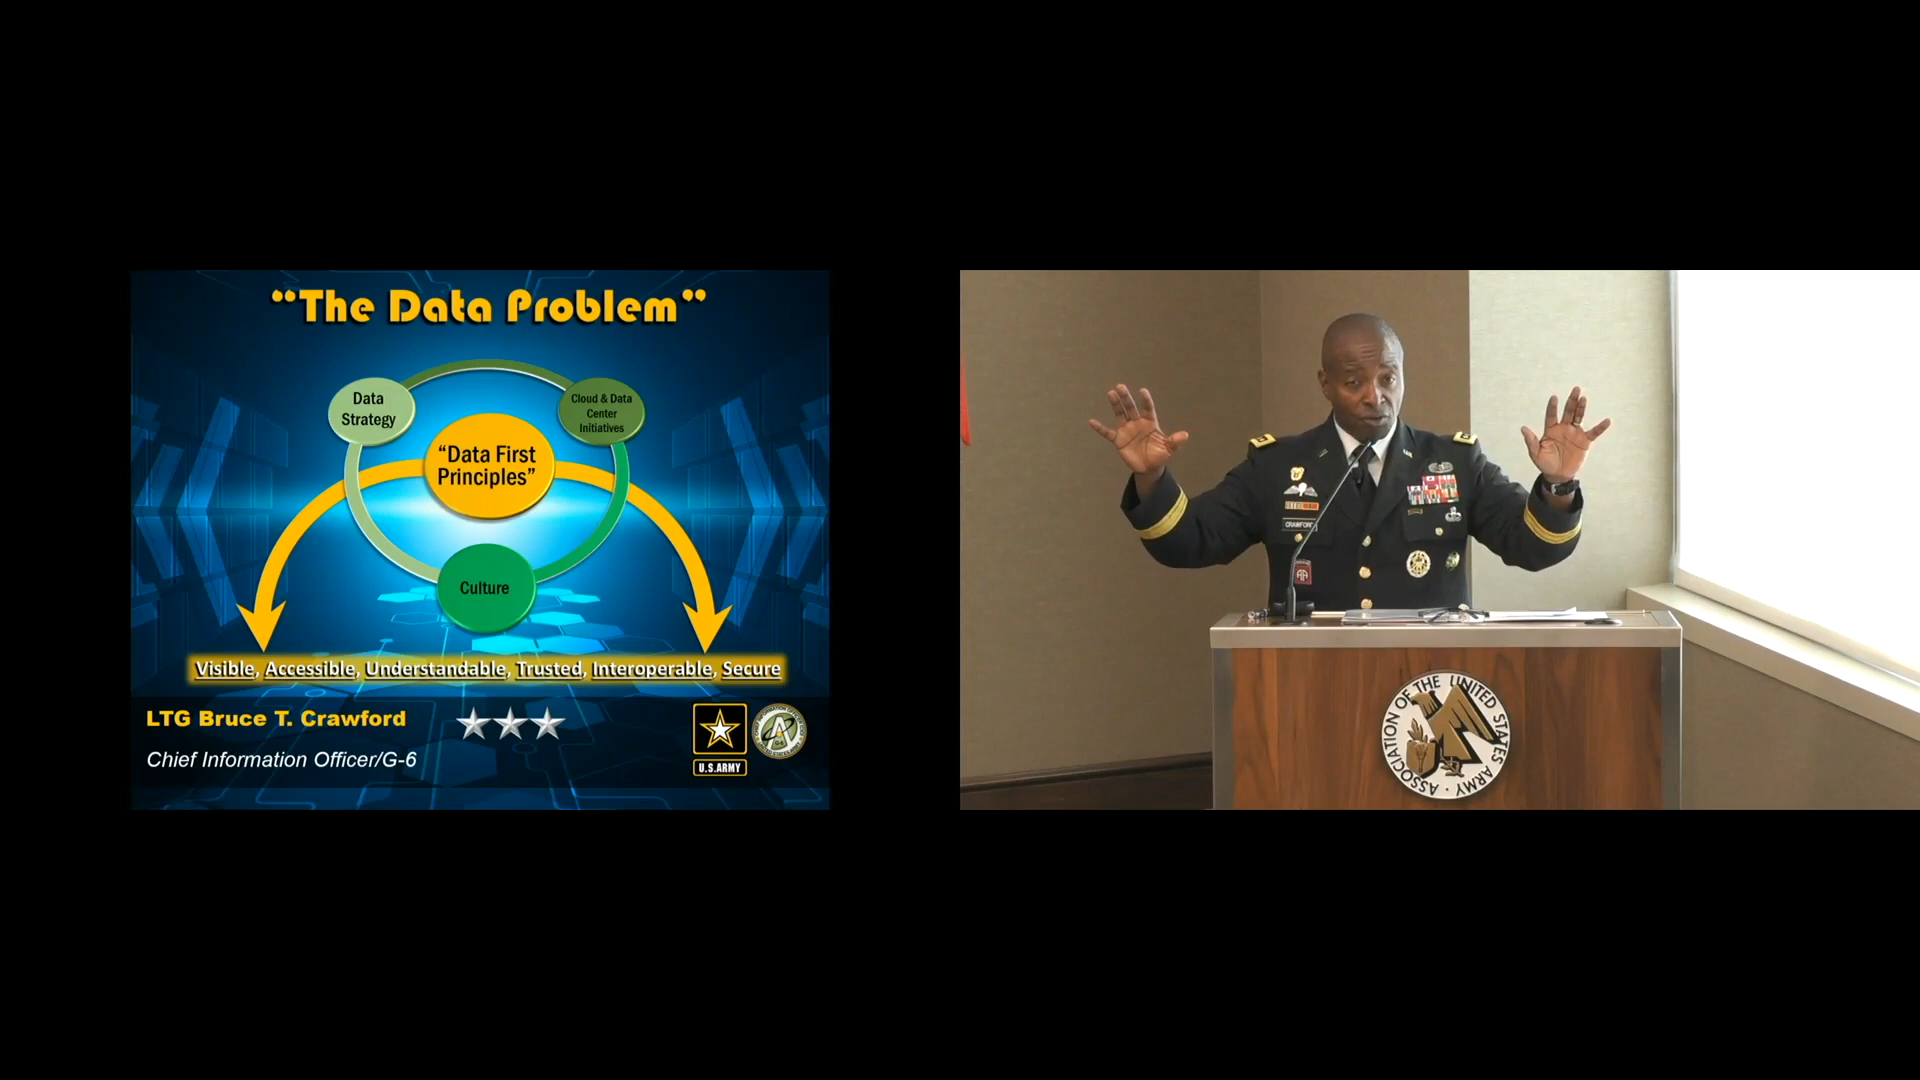 “The Data Problem”
Data
Strategy
Cloud & Data
Center
Initiatives
“Data First
Principles”
Culture
Visible, Accessible, Understandable, Trusted, Interoperable, Secure
LTG Bruce T. Crawford
Chief Information Officer/G-6
U.S.ARMY
CRAWFORD
ASSOCIATION OF THE UNITED STATES ARMY